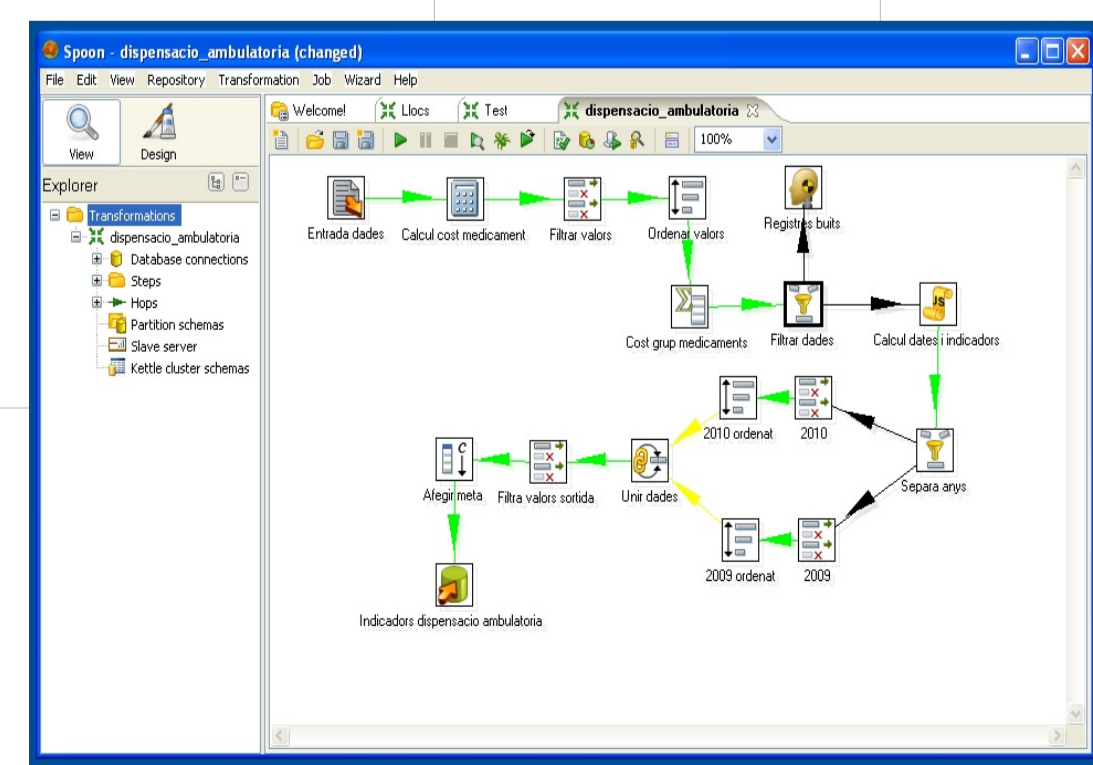 Spoon - dispensacio_ambulatoria (changed)
File Edit View Repository Transformation Job Wizard Help
View Design
Explorer
Transformations
dispensacio_ambulatoria
Database connections
Steps
Hops
Partition schemas
Slave server
Kettle cluster schemas
Welcome! Llocs Test dispensacio_ambulatoria
100%
Entrada dades Calcul cost medicament Filtrar valors Ordenar valors Registres buits
Cost grup medicaments Filtrar dades Calcul dates i indicadors
JS
2010 ordenat 2010
Afegir meta Filtra valors sortida Unir dades Separa anys
C
2009 ordenat 2009
Indicadors dispensacio ambulatoria